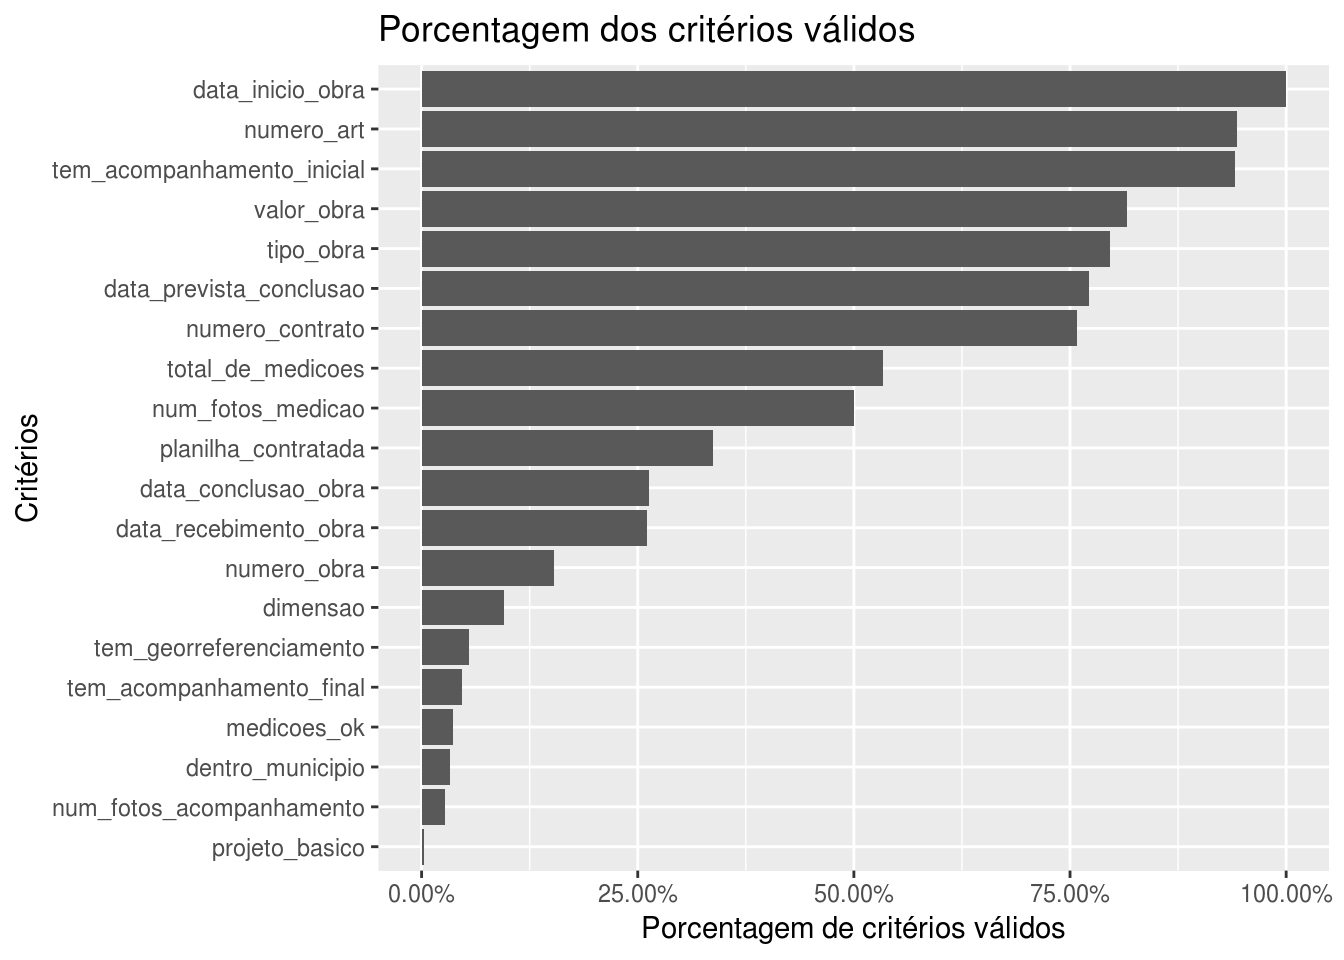 Porcentagem dos critérios válidos
Critérios
data_inicio_obra
numero_art
tem_acompanhamento_inicial
valor_obra
tipo_obra
data_prevista_conclusao
numero_contrato
total_de_medicoes
num_fotos_medicao
planilha_contratada
data_conclusao_obra
data_recebimento_obra
numero_obra
dimensao
tem_georreferenciamento
tem_acompanhamento_final
medicoes_ok
dentro_municipio
num_fotos_acompanhamento
projeto_basico
0.00% 25.00% 50.00% 75.00% 100.00%
Porcentagem de critérios válidos